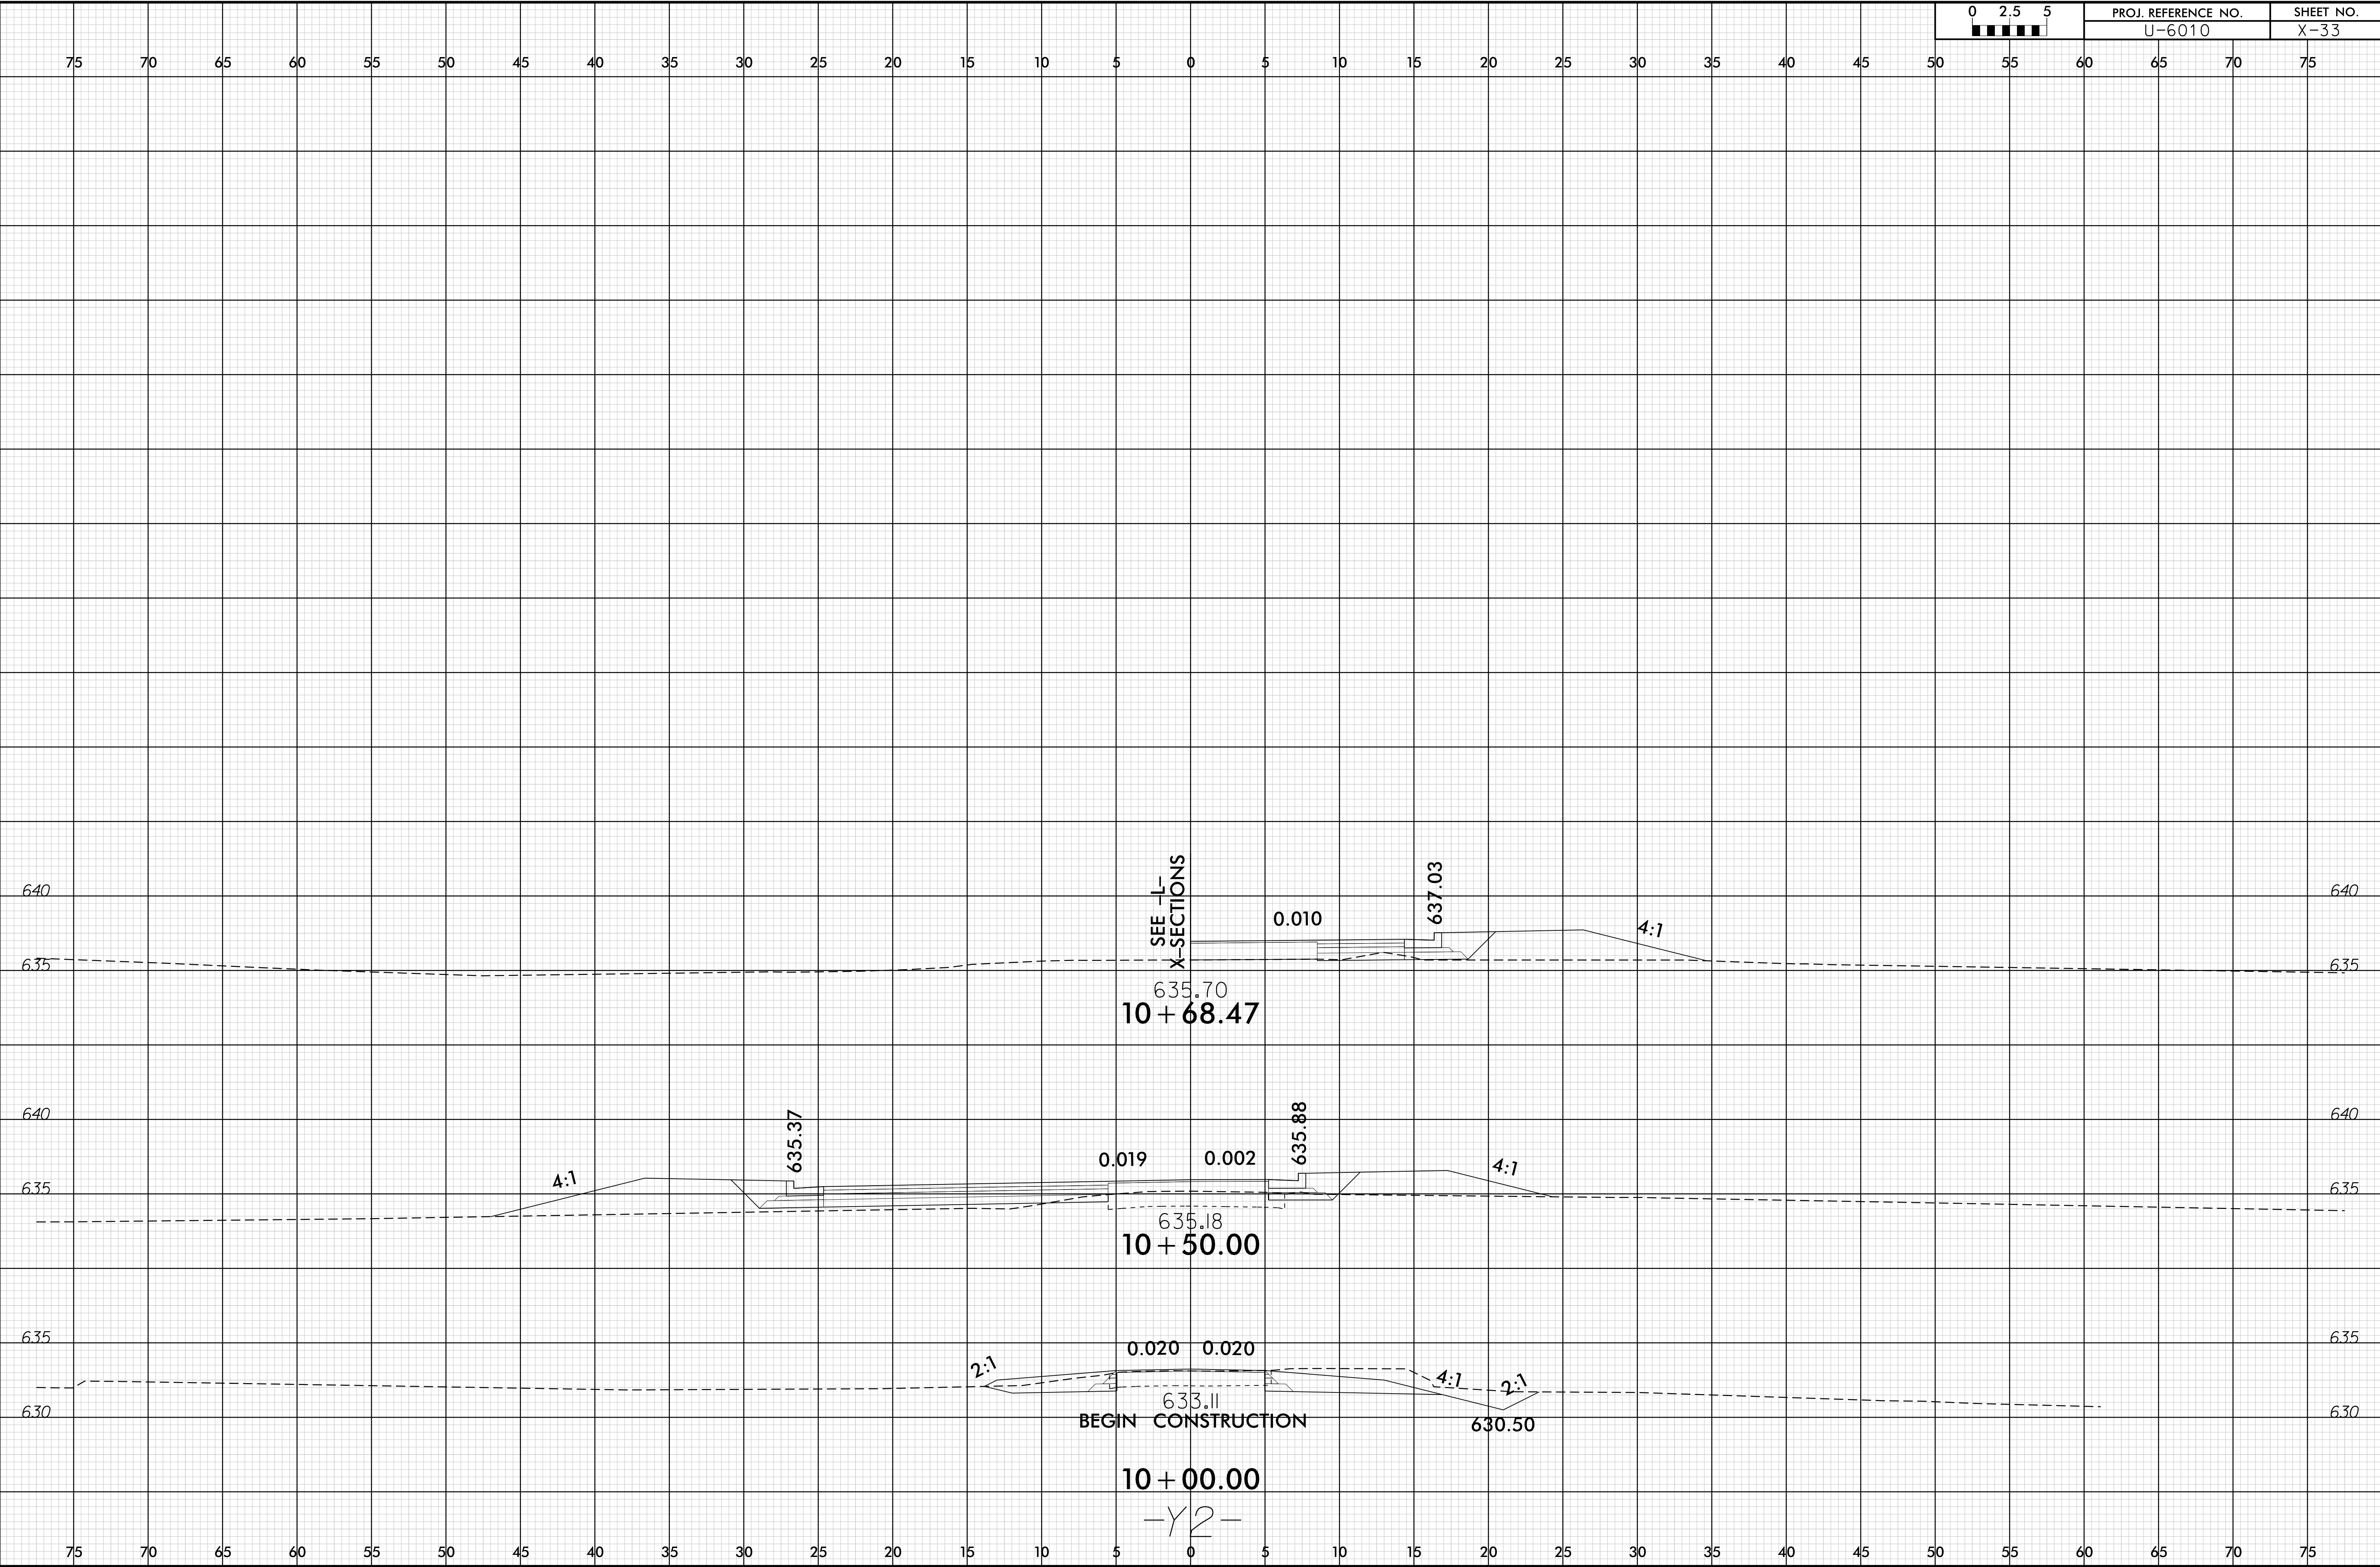 0 2.5 5
PROJ. REFERENCE NO. SHEET NO.
U-6010 X-33
75 70 65 60 55 50 45 40 35 30 25 20 15 10 5 0 5 10 15 20 25 30 35 40 45 50 55 60 65 70 75
SEE -L-
X-SECTIONS
637.03
640 640
0.010
4:1
635 635
635.70
10+68.47
640 640
635.37
635.88
0.019 0.002
4:1 4:1
635 635
635.18
10+50.00
635 635
0.020 0.020
2:1 4:1 2:1
633.11
630 630
BEGIN CONSTRUCTION
630.50
10+00.00
-Y2-
75 70 65 60 55 50 45 40 35 30 25 20 15 10 5 0 5 10 15 20 25 30 35 40 45 50 55 60 65 70 75